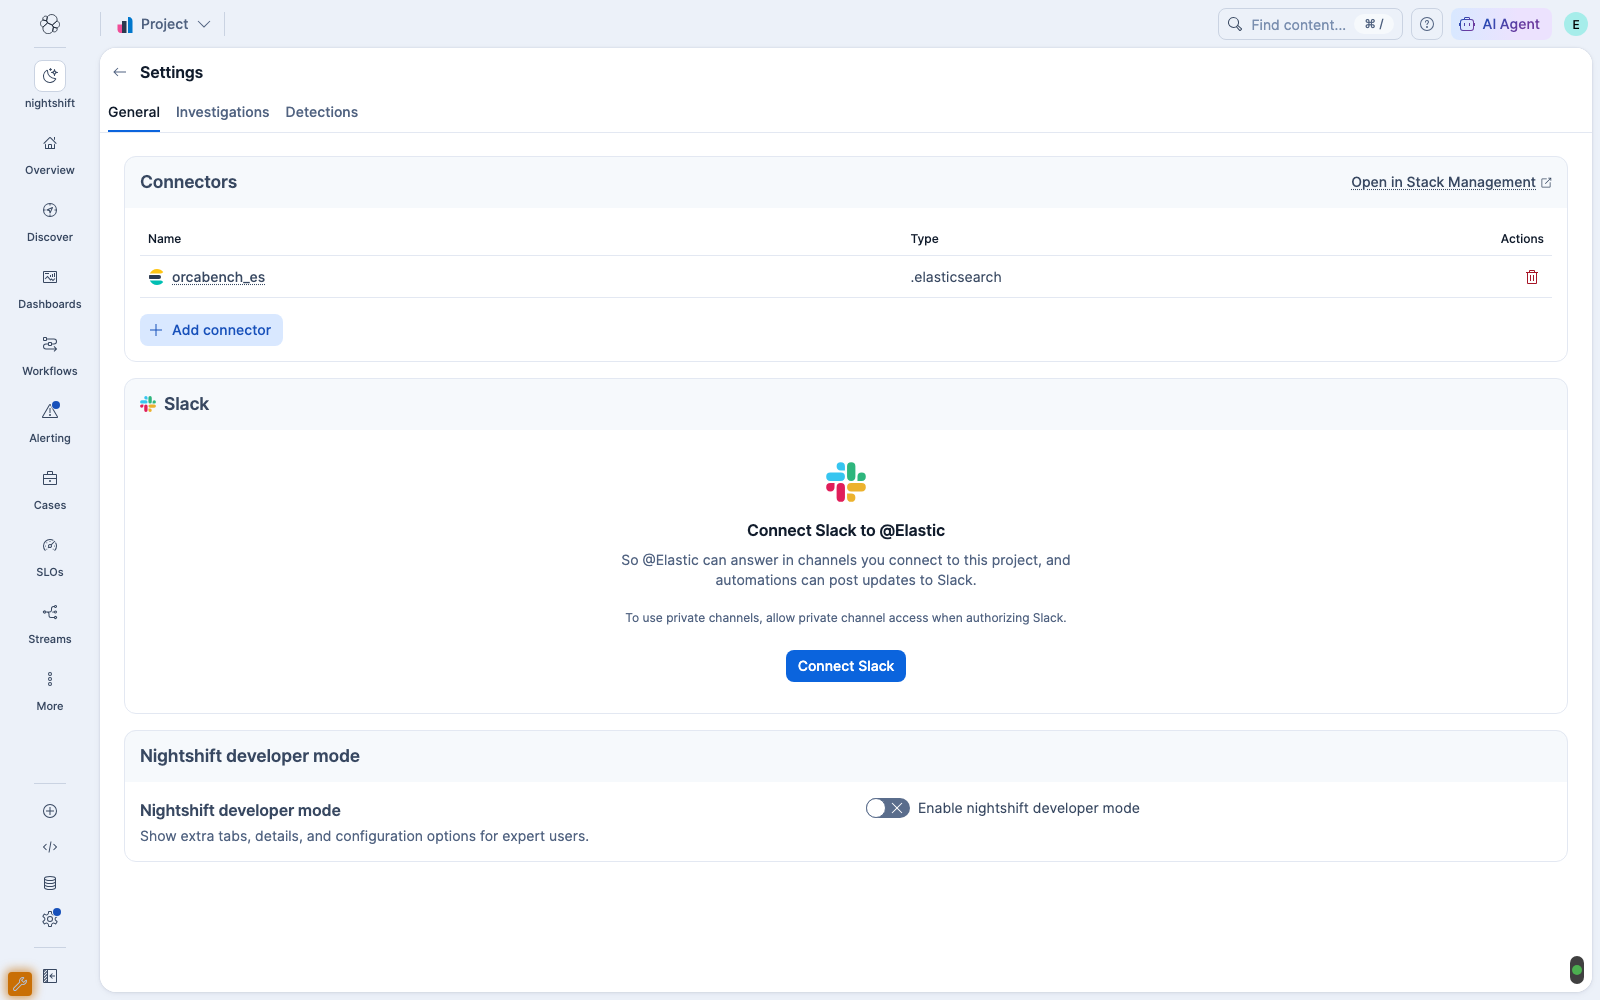 Project
Find content...
⌘ /
AI Agent
E
nightshift
Overview
Discover
Dashboards
Workflows
Alerting
Cases
SLOs
Streams
More
Settings
General Investigations Detections
Connectors
Open in Stack Management
Name Type Actions
orcabench_es .elasticsearch
Add connector
Slack
Connect Slack to @Elastic
So @Elastic can answer in channels you connect to this project, and
automations can post updates to Slack.
To use private channels, allow private channel access when authorizing Slack.
Connect Slack
Nightshift developer mode
Nightshift developer mode
Enable nightshift developer mode
Show extra tabs, details, and configuration options for expert users.